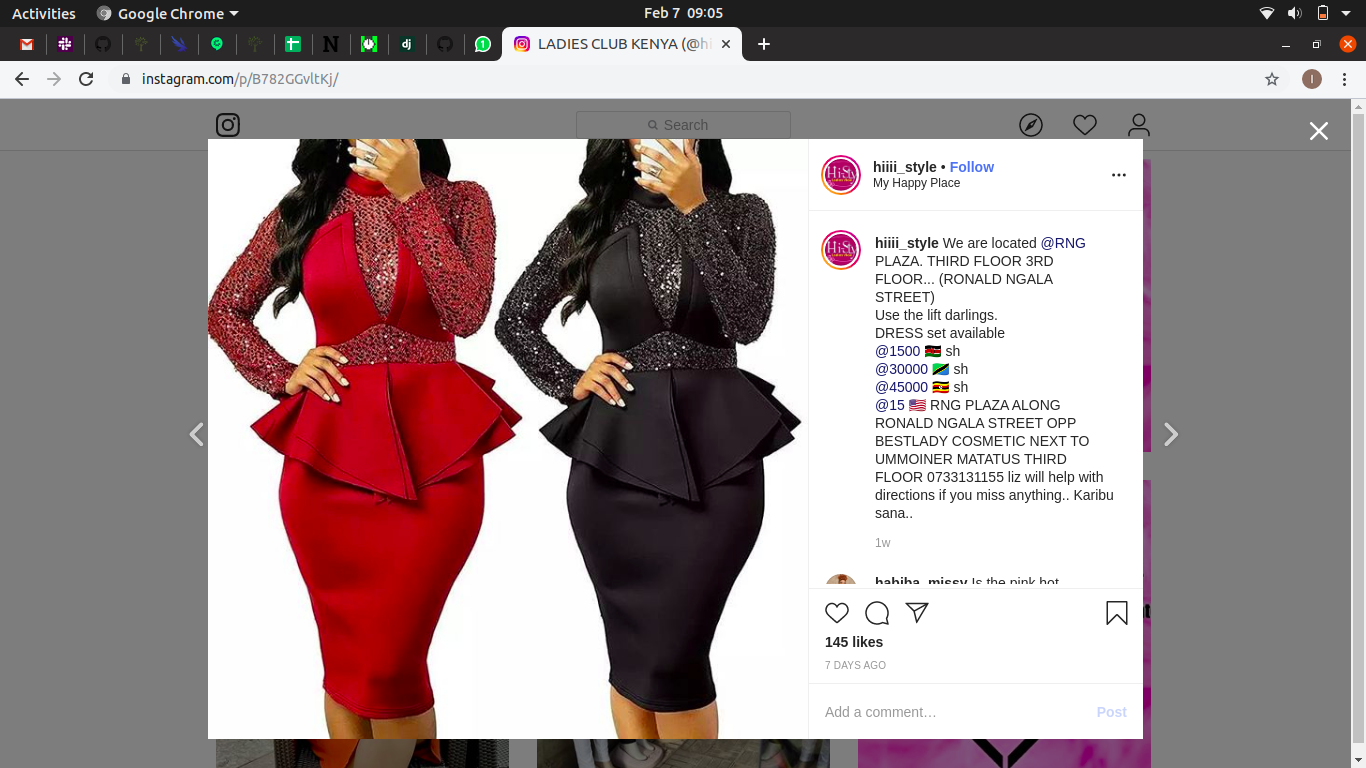 Activities Google Chrome Feb 7 09:05
LADIES CLUB KENYA (@hi
instagram.com/p/B782GGvltKj/
Search
hiiii_style • Follow
My Happy Place
hiiii_style We are located @RNG
PLAZA. THIRD FLOOR 3RD
FLOOR... (RONALD NGALA
STREET)
Use the lift darlings.
DRESS set available
@1500 🇰🇪 sh
@30000 🇹🇿 sh
@45000 🇺🇬 sh
@15 🇺🇸 RNG PLAZA ALONG
RONALD NGALA STREET OPP
BESTLADY COSMETIC NEXT TO
UMMOINER MATATUS THIRD
FLOOR 0733131155 liz will help with
directions if you miss anything.. Karibu
sana..
1w
habiba_missy Is the pink hot
145 likes
7 DAYS AGO
Add a comment… Post